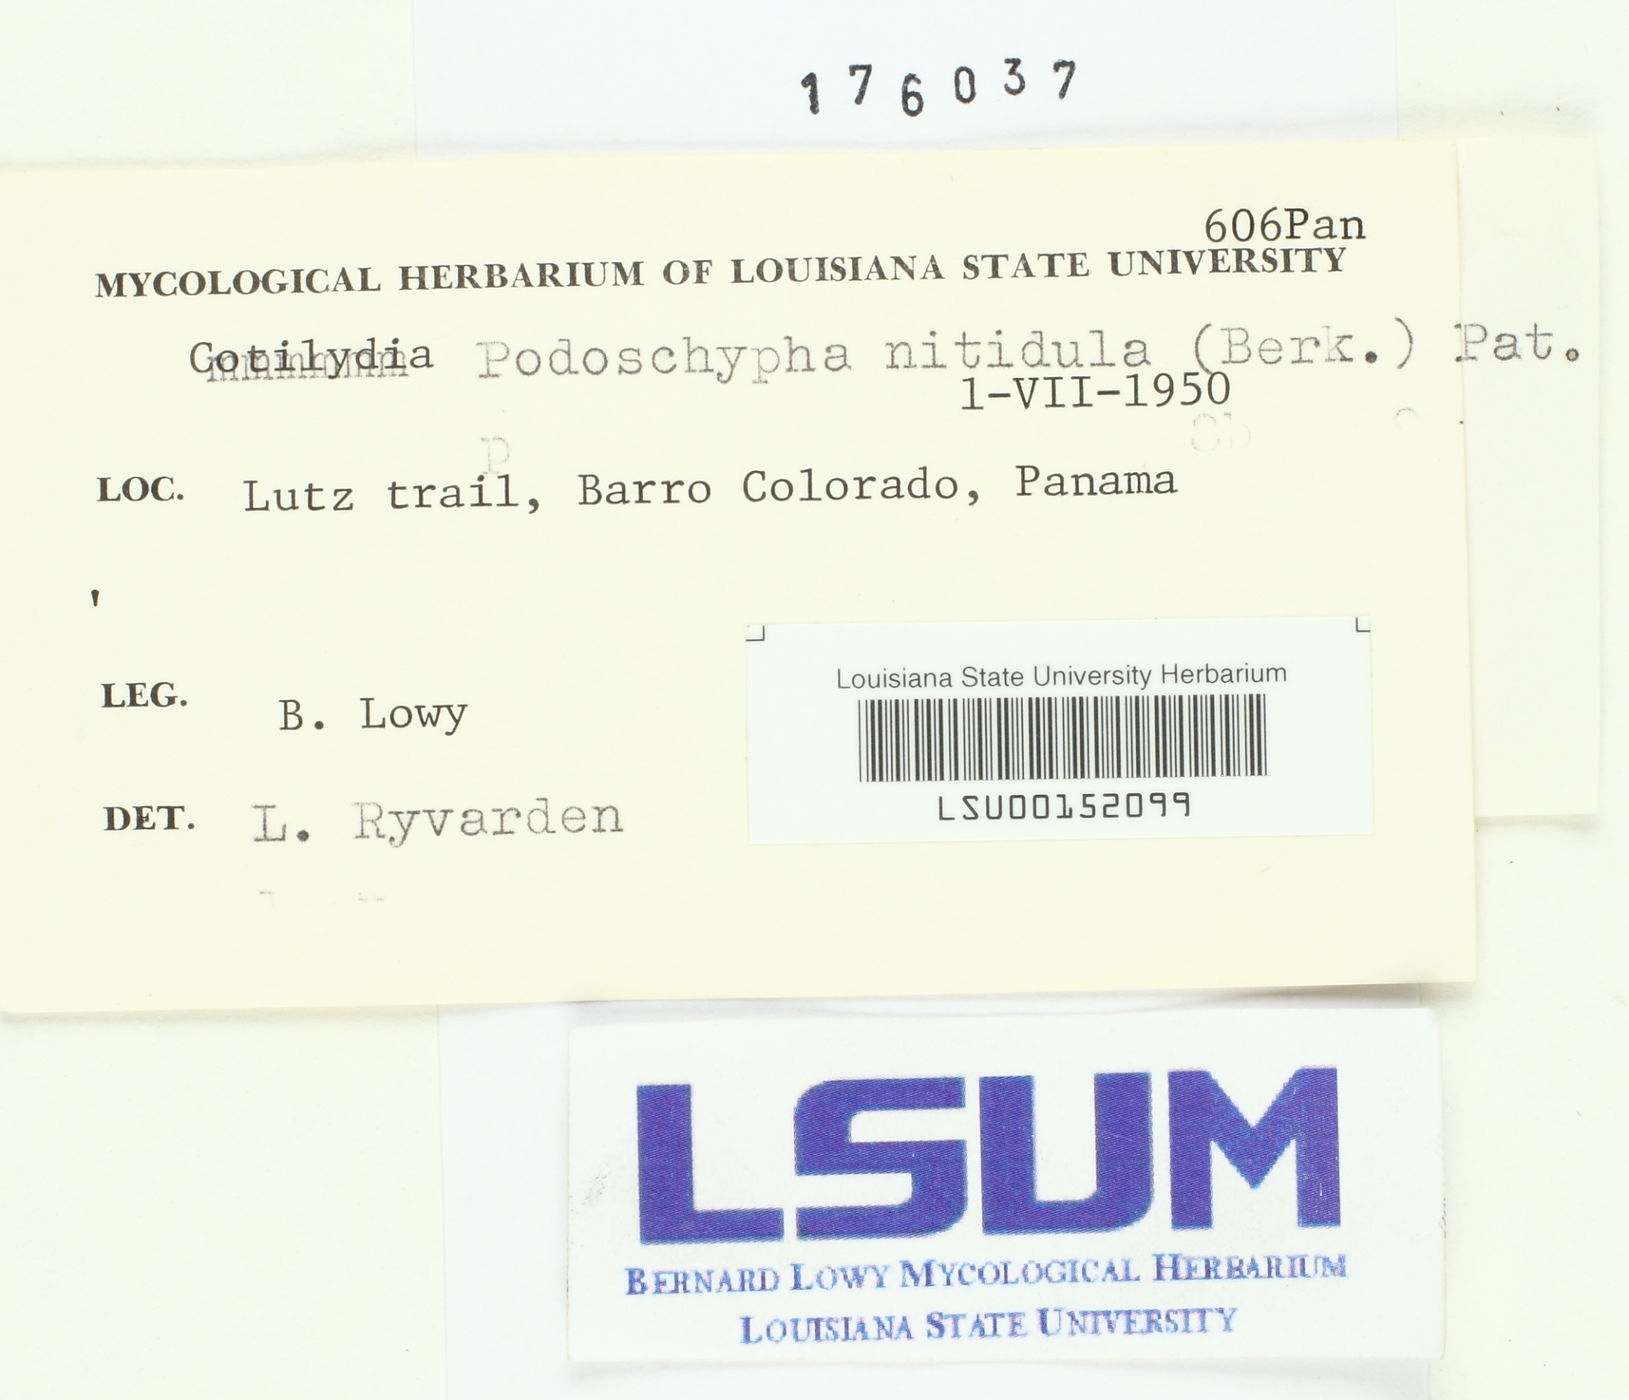 176037
606Pan
MYCOLOGICAL HERBARIUM OF LOUISIANA STATE UNIVERSITY
Cotilydia Podoschypha nitidula (Berk.) Pat.
1-VII-1950
LOC. Lutz trail, Barro Colorado, Panama
LEG. B. Lowy
Louisiana State University Herbarium
LSU00152099
DET. L. Ryvarden
LSUM
BERNARD LOWY MYCOLOGICAL HERBARIUM
LOUISIANA STATE UNIVERSITY